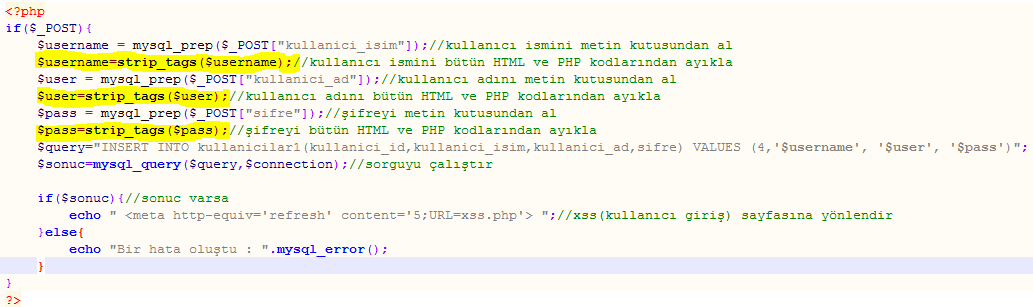 <?php
if($_POST){
$username = mysql_prep($_POST["kullanici_isim"]);//kullanıcı ismini metin kutusundan al
$username=strip_tags($username);//kullanıcı ismini bütün HTML ve PHP kodlarından ayıkla
$user = mysql_prep($_POST["kullanici_ad"]);//kullanıcı adını metin kutusundan al
$user=strip_tags($user);//kullanıcı adını bütün HTML ve PHP kodlarından ayıkla
$pass = mysql_prep($_POST["sifre"]);//şifreyi metin kutusundan al
$pass=strip_tags($pass);//şifreyi bütün HTML ve PHP kodlarından ayıkla
$query="INSERT INTO kullanicilar1(kullanici_id,kullanici_isim,kullanici_ad,sifre) VALUES (4,'$username', '$user', '$pass')";
$sonuc=mysql_query($query,$connection);//sorguyu çalıştır
if($sonuc){//sonuc varsa
echo " <meta http-equiv='refresh' content='5;URL=xss.php'> ";//xss(kullanıcı giriş) sayfasına yönlendir
}else{
echo "Bir hata oluştu : ".mysql_error();
}
}
?>